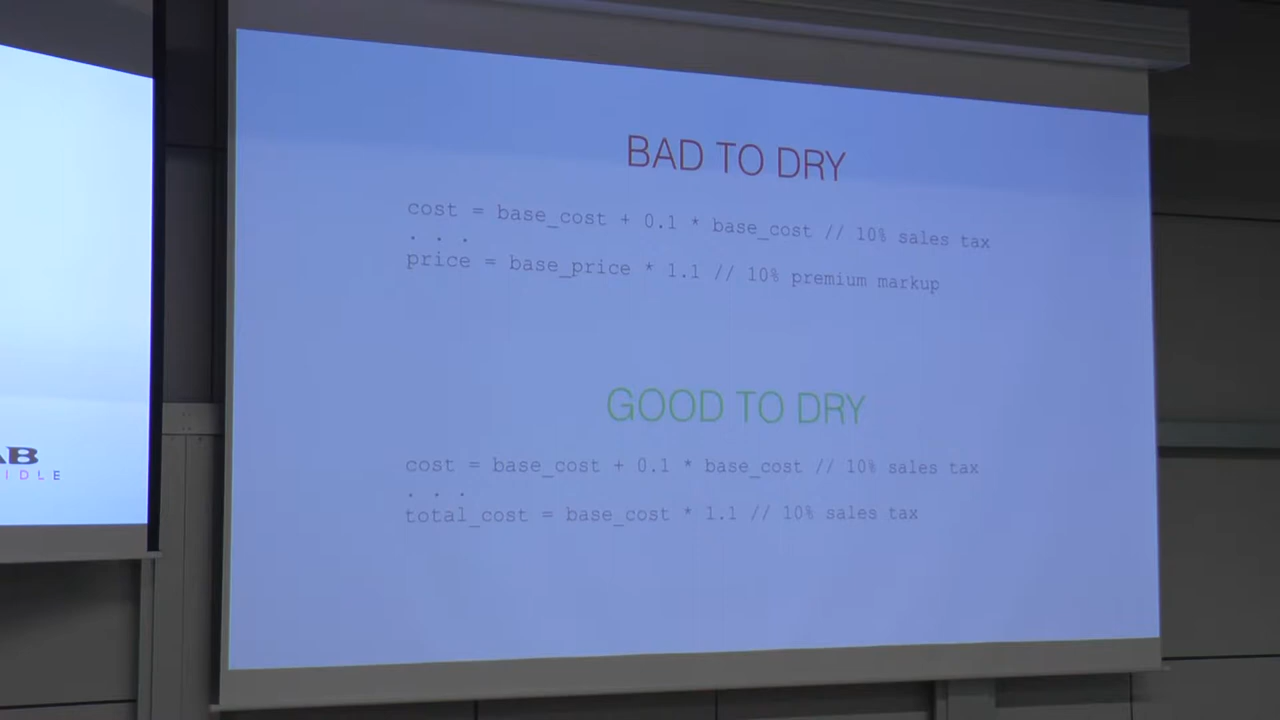 BAD TO DRY
cost = base_cost + 0.1 * base_cost // 10% sales tax
. . .
price = base_price * 1.1 // 10% premium markup
GOOD TO DRY
cost = base_cost + 0.1 * base_cost // 10% sales tax
. . .
total_cost = base_cost * 1.1 // 10% sales tax